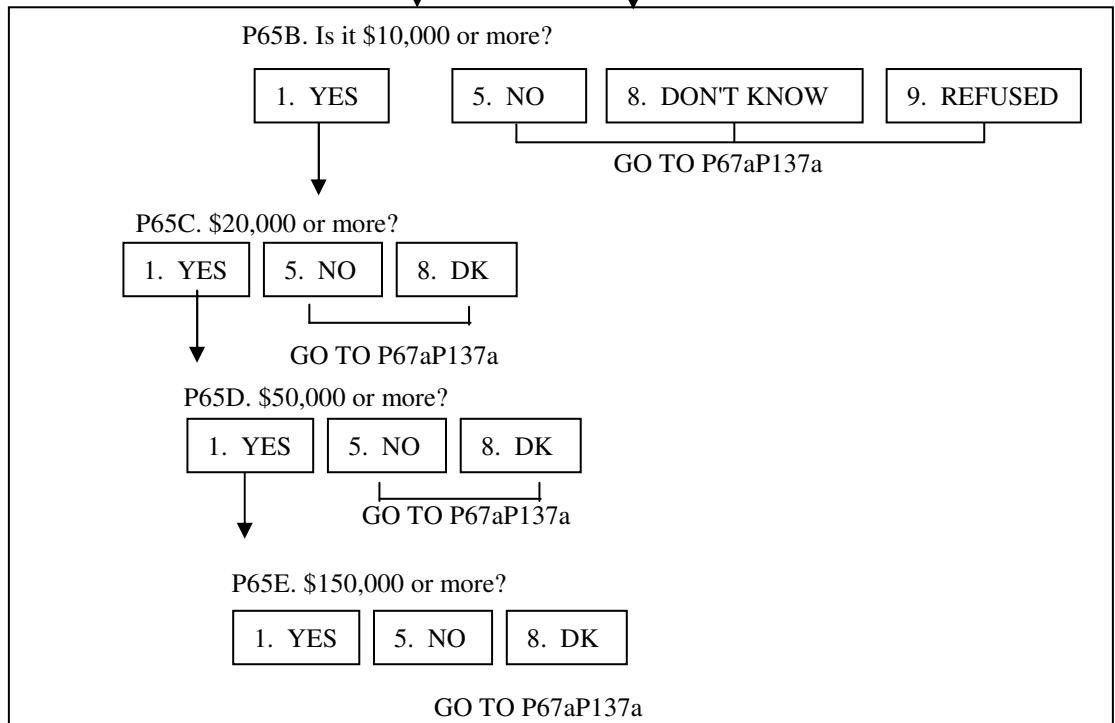 P65B. Is it $10,000 or more?
1. YES 5. NO 8. DON'T KNOW 9. REFUSED
GO TO P67aP137a
P65C. $20,000 or more?
1. YES 5. NO 8. DK
GO TO P67aP137a
P65D. $50,000 or more?
1. YES 5. NO 8. DK
GO TO P67aP137a
P65E. $150,000 or more?
1. YES 5. NO 8. DK
GO TO P67aP137a